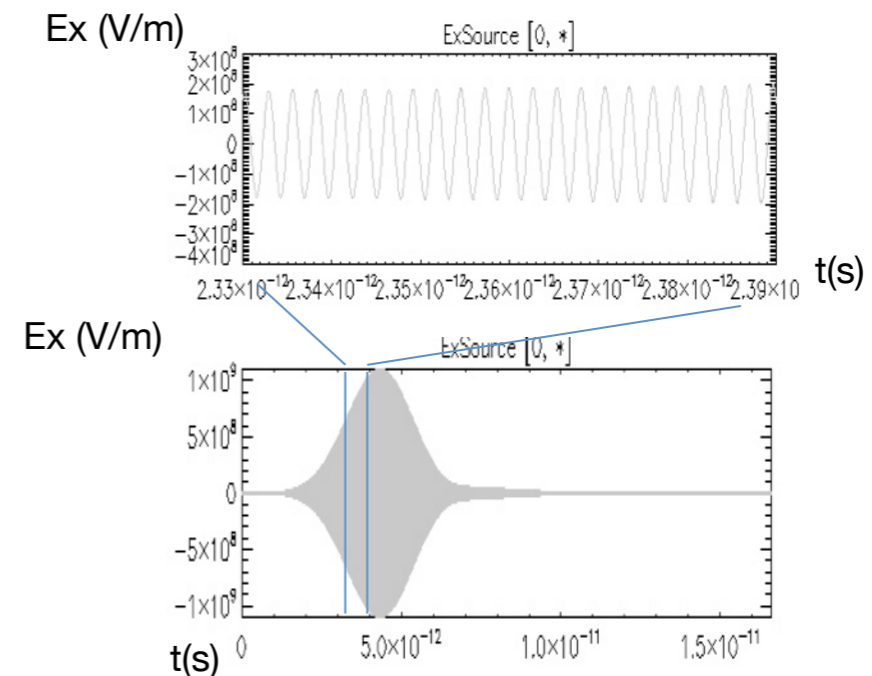 Ex (V/m)
ExSource [0, *]
3×10⁸
2×10⁸
1×10⁸
0
−1×10⁸
−2×10⁸
−3×10⁸
−4×10⁸
2.33×10⁻¹² 2.34×10⁻¹² 2.35×10⁻¹² 2.36×10⁻¹² 2.37×10⁻¹² 2.38×10⁻¹² 2.39×10
t(s)
Ex (V/m)
ExSource [0, *]
1×10⁹
5×10⁸
0
−5×10⁸
−1×10⁹
0 5.0×10⁻¹² 1.0×10⁻¹¹ 1.5×10⁻¹¹
t(s)